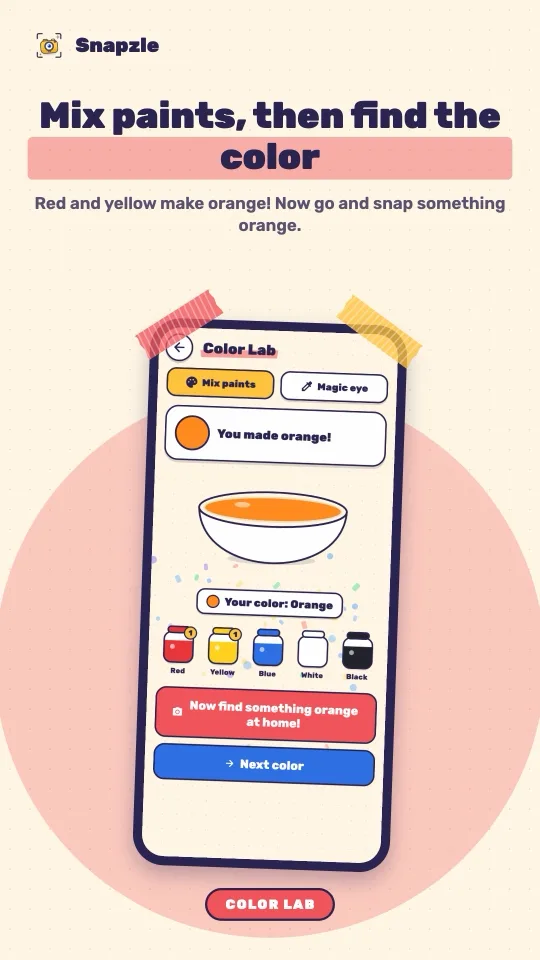 Snapzle
Mix paints, then find the
color
Red and yellow make orange! Now go and snap something
orange.
Color Lab
Mix paints
Magic eye
You made orange!
Your color: Orange
1
1
Red
Yellow
Blue
White
Black
Now find something orange
at home!
Next color
COLOR LAB